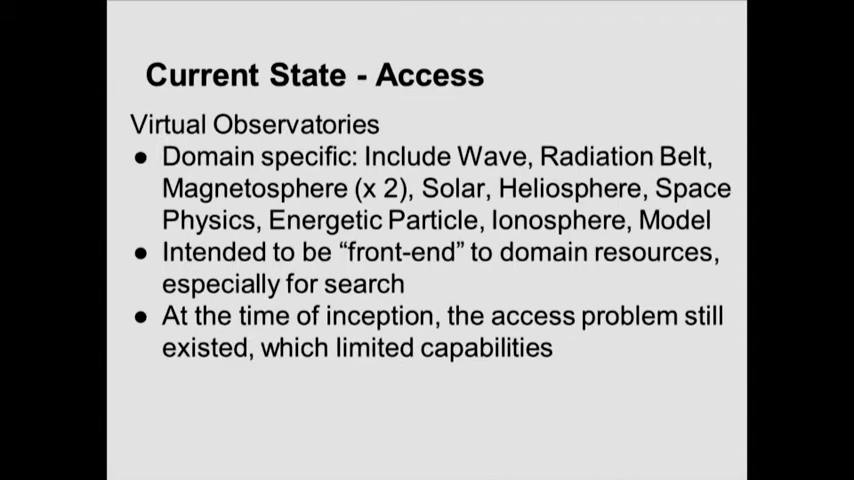 Current State - Access
Virtual Observatories
● Domain specific: Include Wave, Radiation Belt,
Magnetosphere (x 2), Solar, Heliosphere, Space
Physics, Energetic Particle, Ionosphere, Model
● Intended to be “front-end” to domain resources,
especially for search
● At the time of inception, the access problem still
existed, which limited capabilities